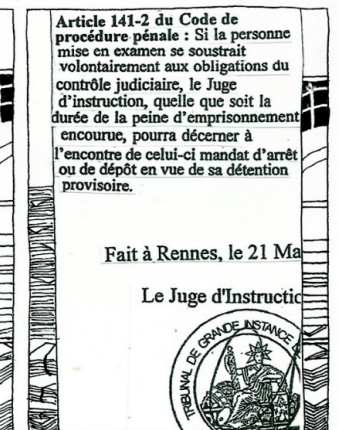 Article 141-2 du Code de
procédure pénale : Si la personne
mise en examen se soustrait
volontairement aux obligations du
contrôle judiciaire, le Juge
d'instruction, quelle que soit la
durée de la peine d'emprisonnement
encourue, pourra décerner à
l'encontre de celui-ci mandat d'arrêt
ou de dépôt en vue de sa détention
provisoire.
Fait à Rennes, le 21 Ma
Le Juge d'Instructic
TRIBUNAL DE GRANDE INSTANCE